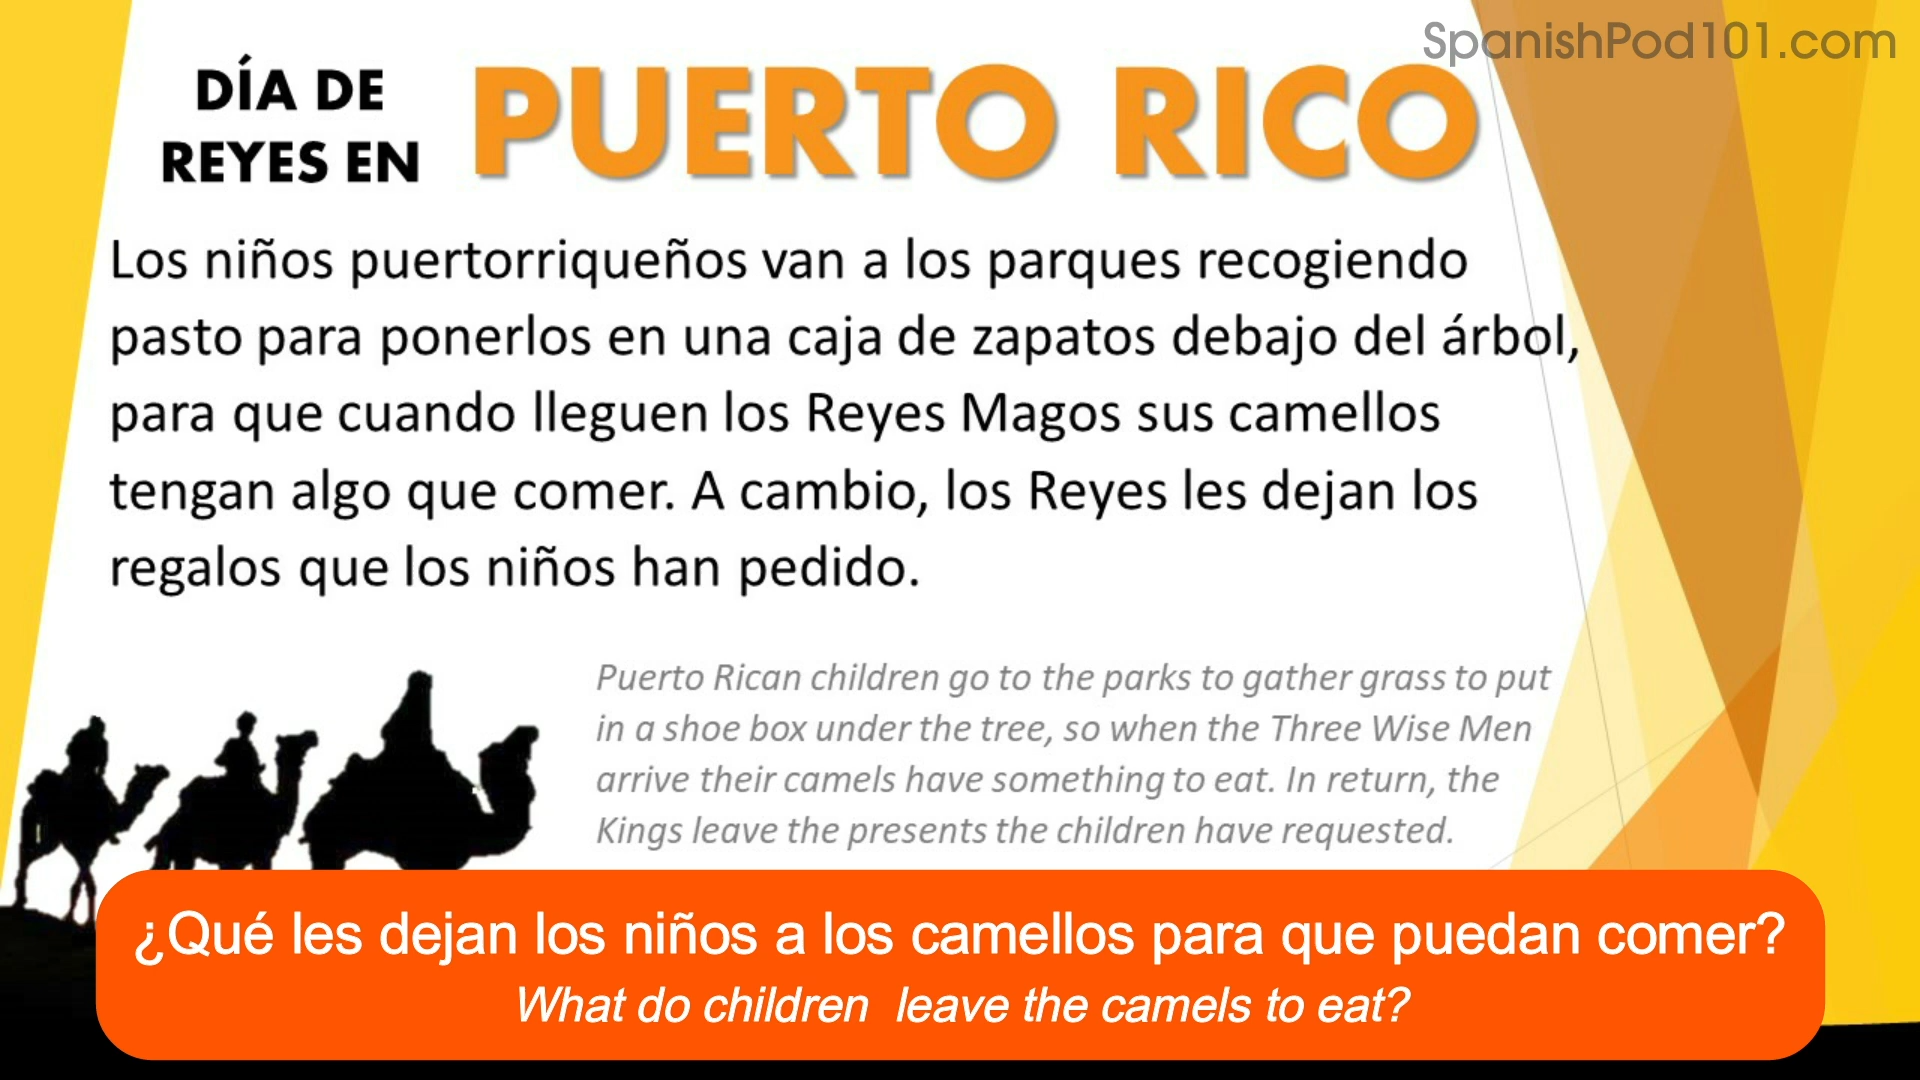 SpanishPod101.com
DÍA DE
REYES EN
PUERTO RICO
Los niños puertorriqueños van a los parques recogiendo
pasto para ponerlos en una caja de zapatos debajo del árbol,
para que cuando lleguen los Reyes Magos sus camellos
tengan algo que comer. A cambio, los Reyes les dejan los
regalos que los niños han pedido.
Puerto Rican children go to the parks to gather grass to put
in a shoe box under the tree, so when the Three Wise Men
arrive their camels have something to eat. In return, the
Kings leave the presents the children have requested.
¿Qué les dejan los niños a los camellos para que puedan comer?
What do children  leave the camels to eat?